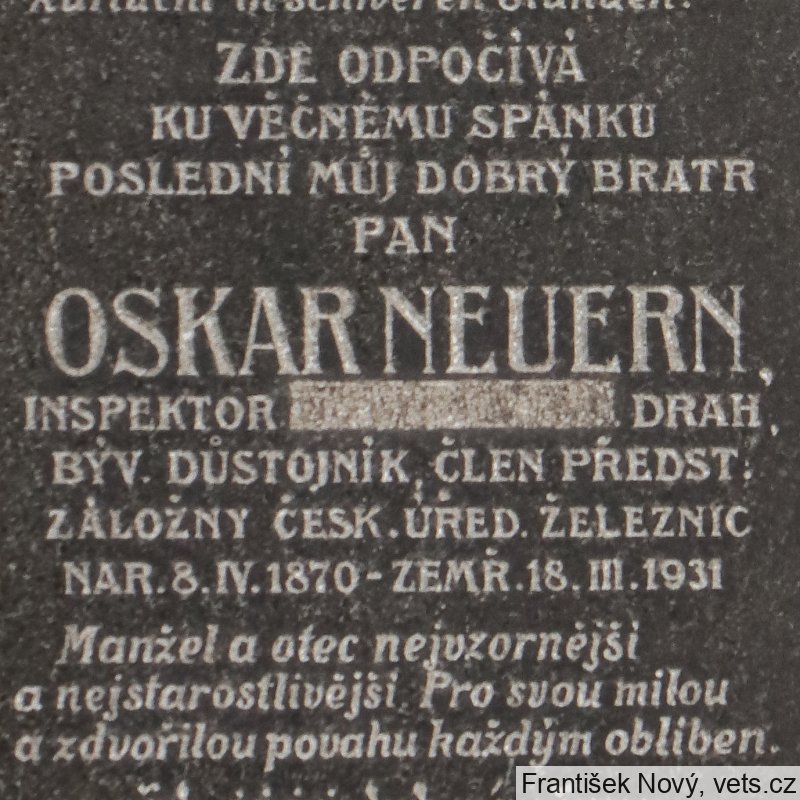 ZDE ODPOČÍVÁ
KU VĚČNÉMU SPÁNKU
POSLEDNÍ MŮJ DOBRÝ BRATR
PAN
OSKAR NEUERN,
INSPEKTOR DRAH,
BÝV. DŮSTOJNÍK, ČLEN PŘEDST.
ZÁLOŽNY ČESK. ÚŘED. ŽELEZNIC
NAR. 8. IV. 1870 - ZEMŘ. 18. III. 1931
Manžel a otec nejvzornější
a nejstarostlivější. Pro svou milou
a zdvořilou povahu každým oblíben.
František Nový, vets.cz